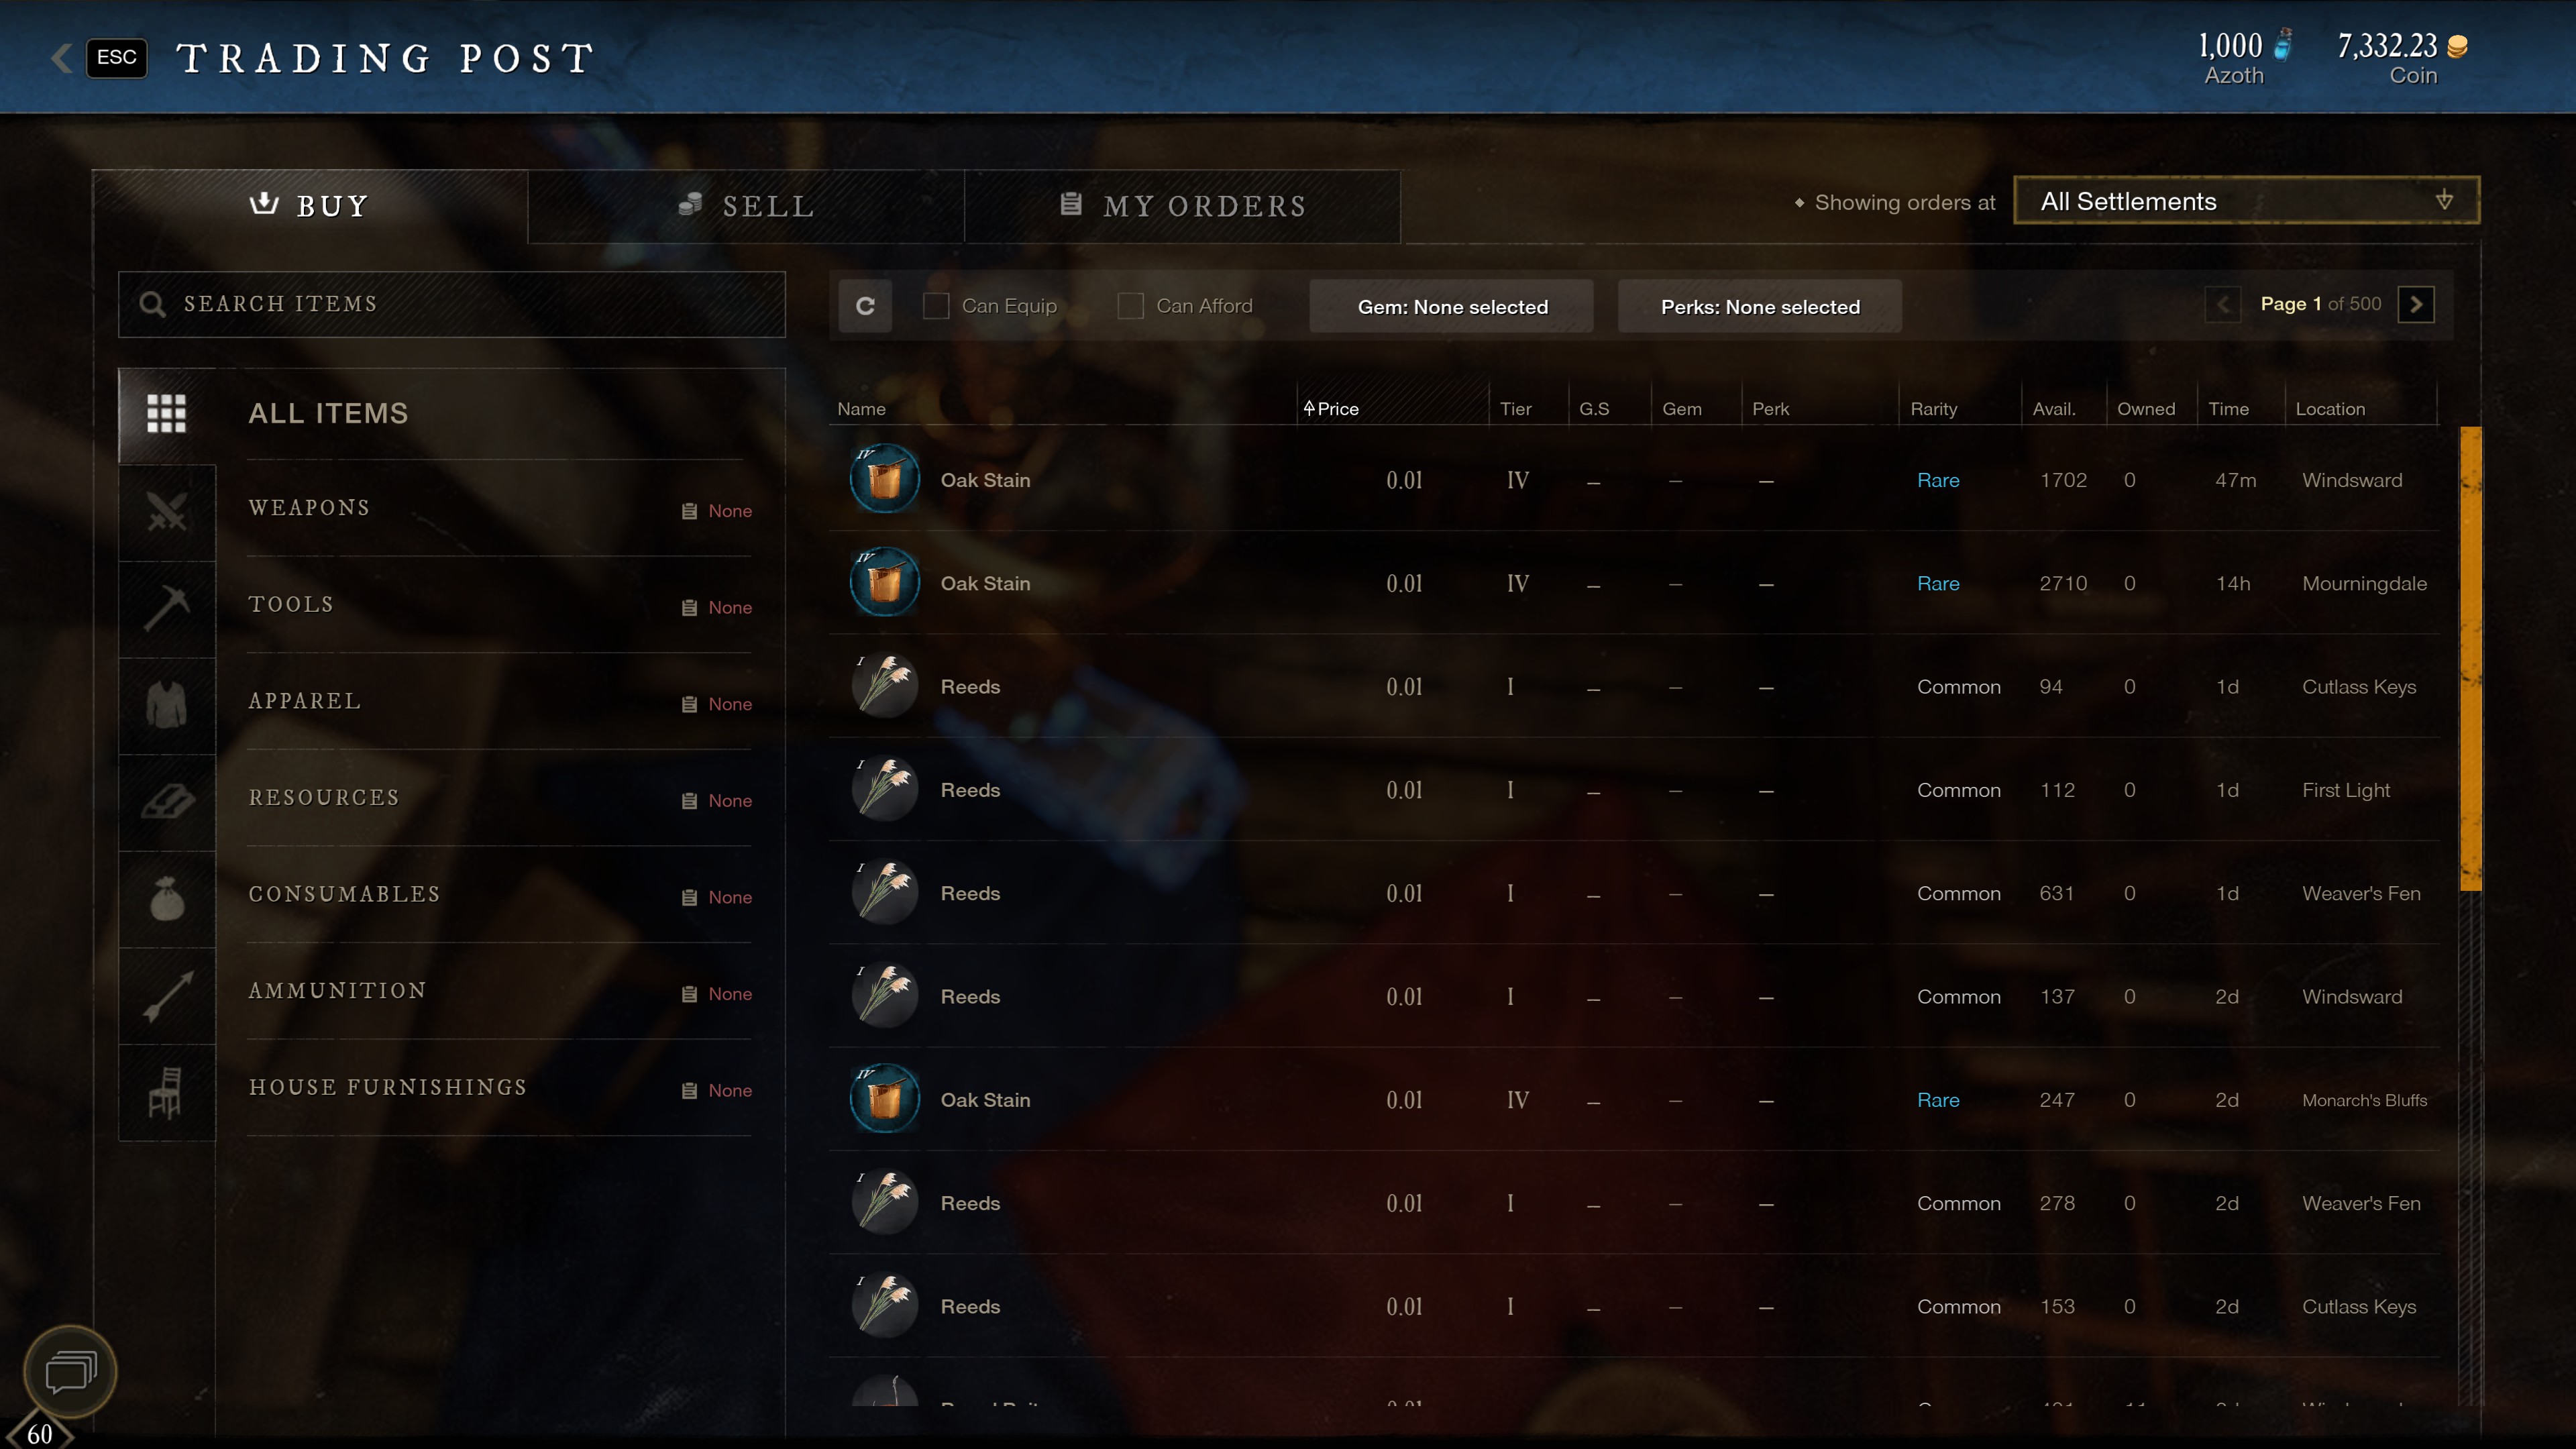 ESC TRADING POST
1,000
Azoth
7,332.23
Coin
BUY
SELL
MY ORDERS
Showing orders at
All Settlements
SEARCH ITEMS
Can Equip
Can Afford
Gem: None selected
Perks: None selected
Page 1 of 500
ALL ITEMS
WEAPONS None
TOOLS None
APPAREL None
RESOURCES None
CONSUMABLES None
AMMUNITION None
HOUSE FURNISHINGS None
Name Price Tier G.S Gem Perk Rarity Avail. Owned Time Location
IV Oak Stain 0.01 IV – – – Rare 1702 0 47m Windsward
IV Oak Stain 0.01 IV – – – Rare 2710 0 14h Mourningdale
I Reeds 0.01 I – – – Common 94 0 1d Cutlass Keys
I Reeds 0.01 I – – – Common 112 0 1d First Light
I Reeds 0.01 I – – – Common 631 0 1d Weaver's Fen
I Reeds 0.01 I – – – Common 137 0 2d Windsward
IV Oak Stain 0.01 IV – – – Rare 247 0 2d Monarch's Bluffs
I Reeds 0.01 I – – – Common 278 0 2d Weaver's Fen
I Reeds 0.01 I – – – Common 153 0 2d Cutlass Keys
60